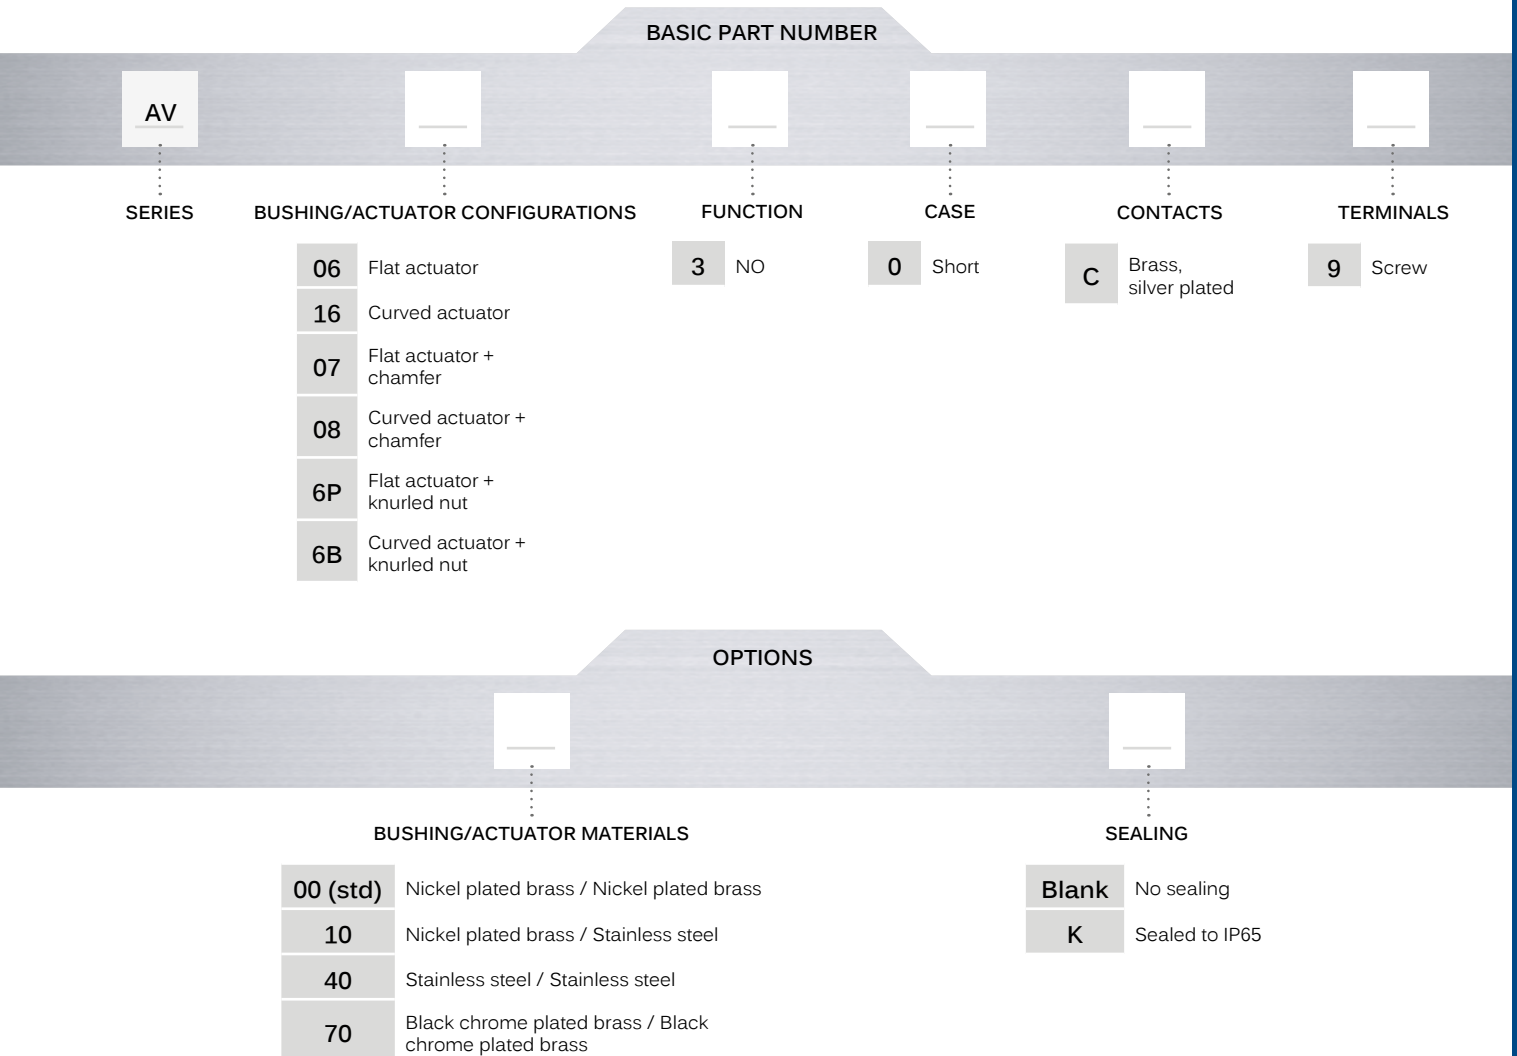 BASIC PART NUMBER
AV
SERIES
BUSHING/ACTUATOR CONFIGURATIONS
06 Flat actuator
16 Curved actuator
07 Flat actuator +
chamfer
08 Curved actuator +
chamfer
6P Flat actuator +
knurled nut
6B Curved actuator +
knurled nut
FUNCTION
3 NO
CASE
0 Short
CONTACTS
C Brass,
silver plated
TERMINALS
9 Screw
OPTIONS
BUSHING/ACTUATOR MATERIALS
00 (std) Nickel plated brass / Nickel plated brass
10 Nickel plated brass / Stainless steel
40 Stainless steel / Stainless steel
70 Black chrome plated brass / Black
chrome plated brass
SEALING
Blank No sealing
K Sealed to IP65